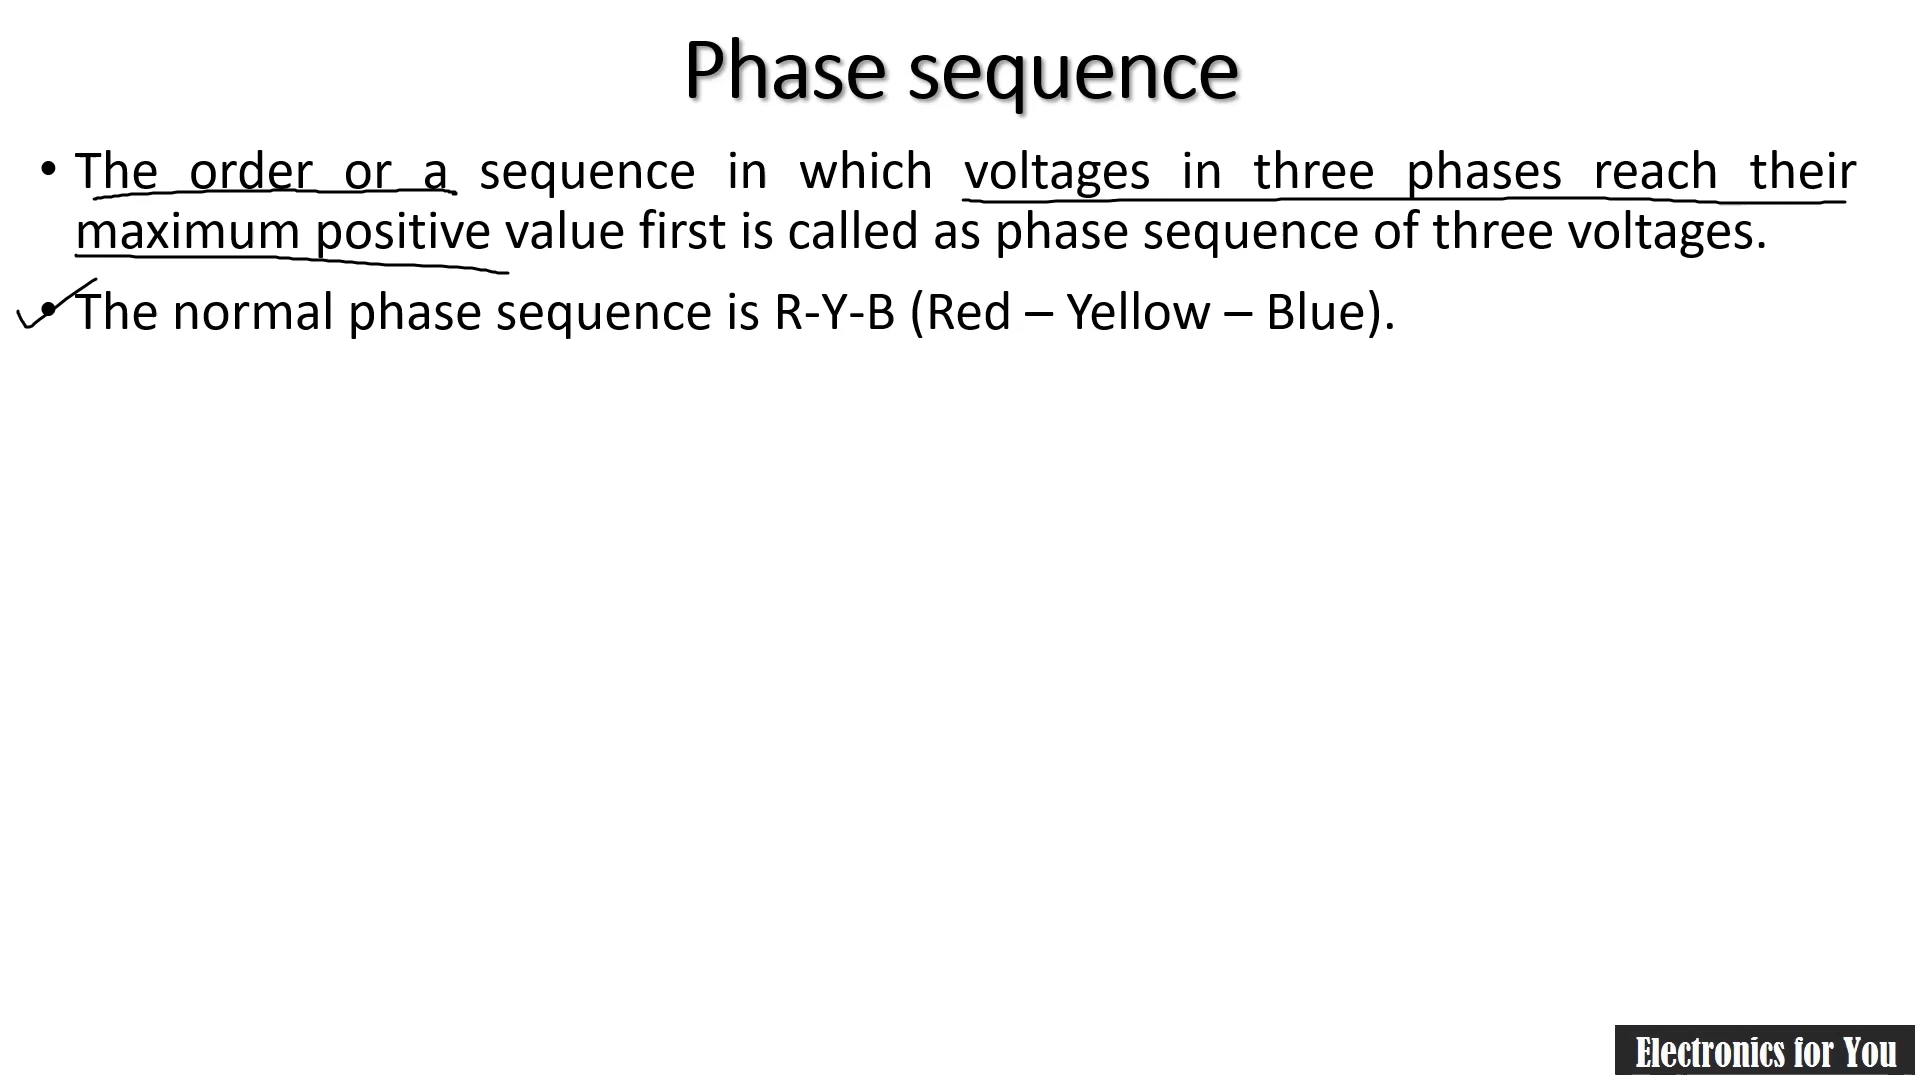 Phase sequence
• The order or a sequence in which voltages in three phases reach their
maximum positive value first is called as phase sequence of three voltages.
• The normal phase sequence is R-Y-B (Red – Yellow – Blue).
Electronics for You